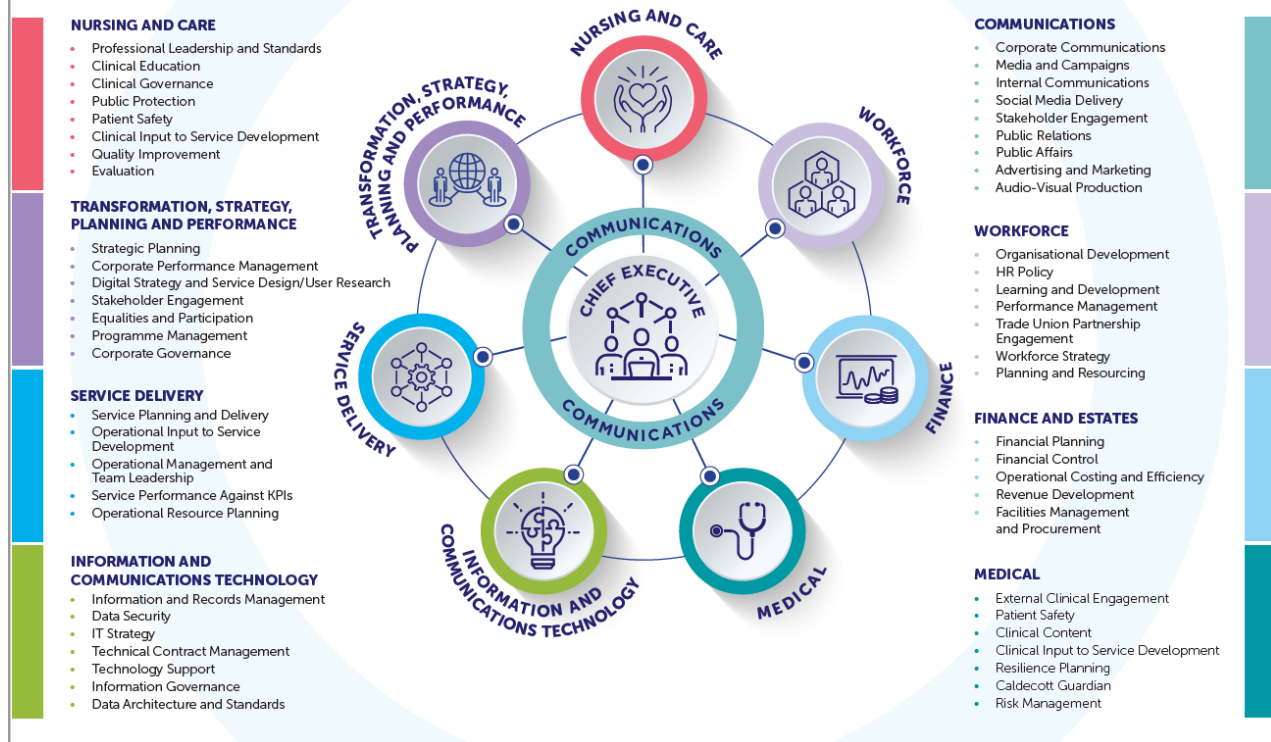 NURSING AND CARE
• Professional Leadership and Standards
• Clinical Education
• Clinical Governance
• Public Protection
• Patient Safety
• Clinical Input to Service Development
• Quality Improvement
• Evaluation
TRANSFORMATION, STRATEGY,
PLANNING AND PERFORMANCE
• Strategic Planning
• Corporate Performance Management
• Digital Strategy and Service Design/User Research
• Stakeholder Engagement
• Equalities and Participation
• Programme Management
• Corporate Governance
SERVICE DELIVERY
• Service Planning and Delivery
• Operational Input to Service
Development
• Operational Management and
Team Leadership
• Service Performance Against KPIs
• Operational Resource Planning
INFORMATION AND
COMMUNICATIONS TECHNOLOGY
• Information and Records Management
• Data Security
• IT Strategy
• Technical Contract Management
• Technology Support
• Information Governance
• Data Architecture and Standards
NURSING AND CARE
TRANSFORMATION, STRATEGY,
PLANNING AND PERFORMANCE
WORKFORCE
COMMUNICATIONS
CHIEF EXECUTIVE
COMMUNICATIONS
SERVICE DELIVERY
FINANCE
INFORMATION AND
COMMUNICATIONS TECHNOLOGY
MEDICAL
COMMUNICATIONS
• Corporate Communications
• Media and Campaigns
• Internal Communications
• Social Media Delivery
• Stakeholder Engagement
• Public Relations
• Public Affairs
• Advertising and Marketing
• Audio-Visual Production
WORKFORCE
• Organisational Development
• HR Policy
• Learning and Development
• Performance Management
• Trade Union Partnership
Engagement
• Workforce Strategy
• Planning and Resourcing
FINANCE AND ESTATES
• Financial Planning
• Financial Control
• Operational Costing and Efficiency
• Revenue Development
• Facilities Management
and Procurement
MEDICAL
• External Clinical Engagement
• Patient Safety
• Clinical Content
• Clinical Input to Service Development
• Resilience Planning
• Caldecott Guardian
• Risk Management